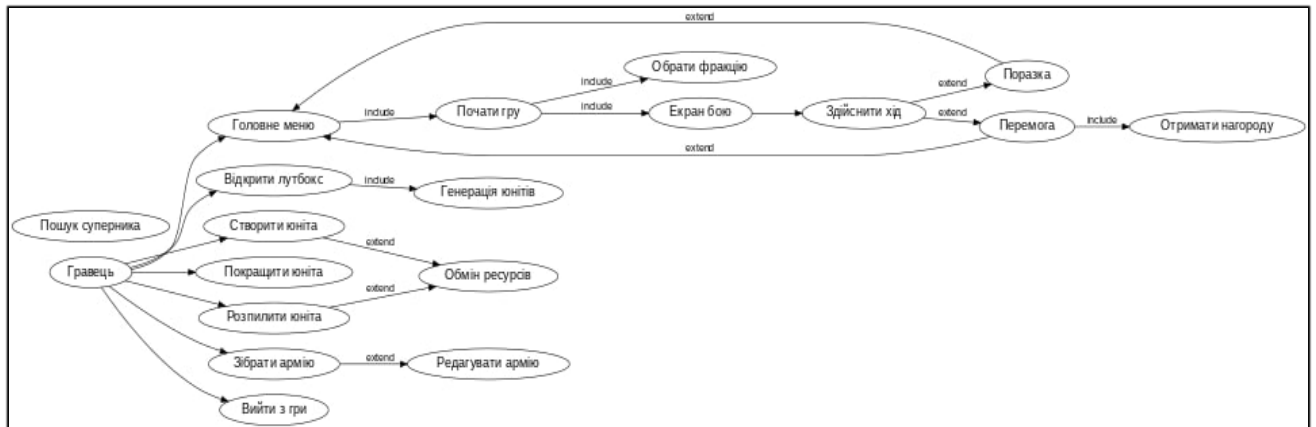 extend
Обрати фракцію
Поразка
include
extend
include
include
Головне меню
Почати гру
Екран бою
Здійснити хід
extend
Перемога
include
Отримати нагороду
extend
Відкрити лутбокс
include
Генерація юнітів
Пошук суперника
Створити юніта
extend
Гравець
Покращити юніта
Обмін ресурсів
extend
Розпилити юніта
Зібрати армію
extend
Редагувати армію
Вийти з гри